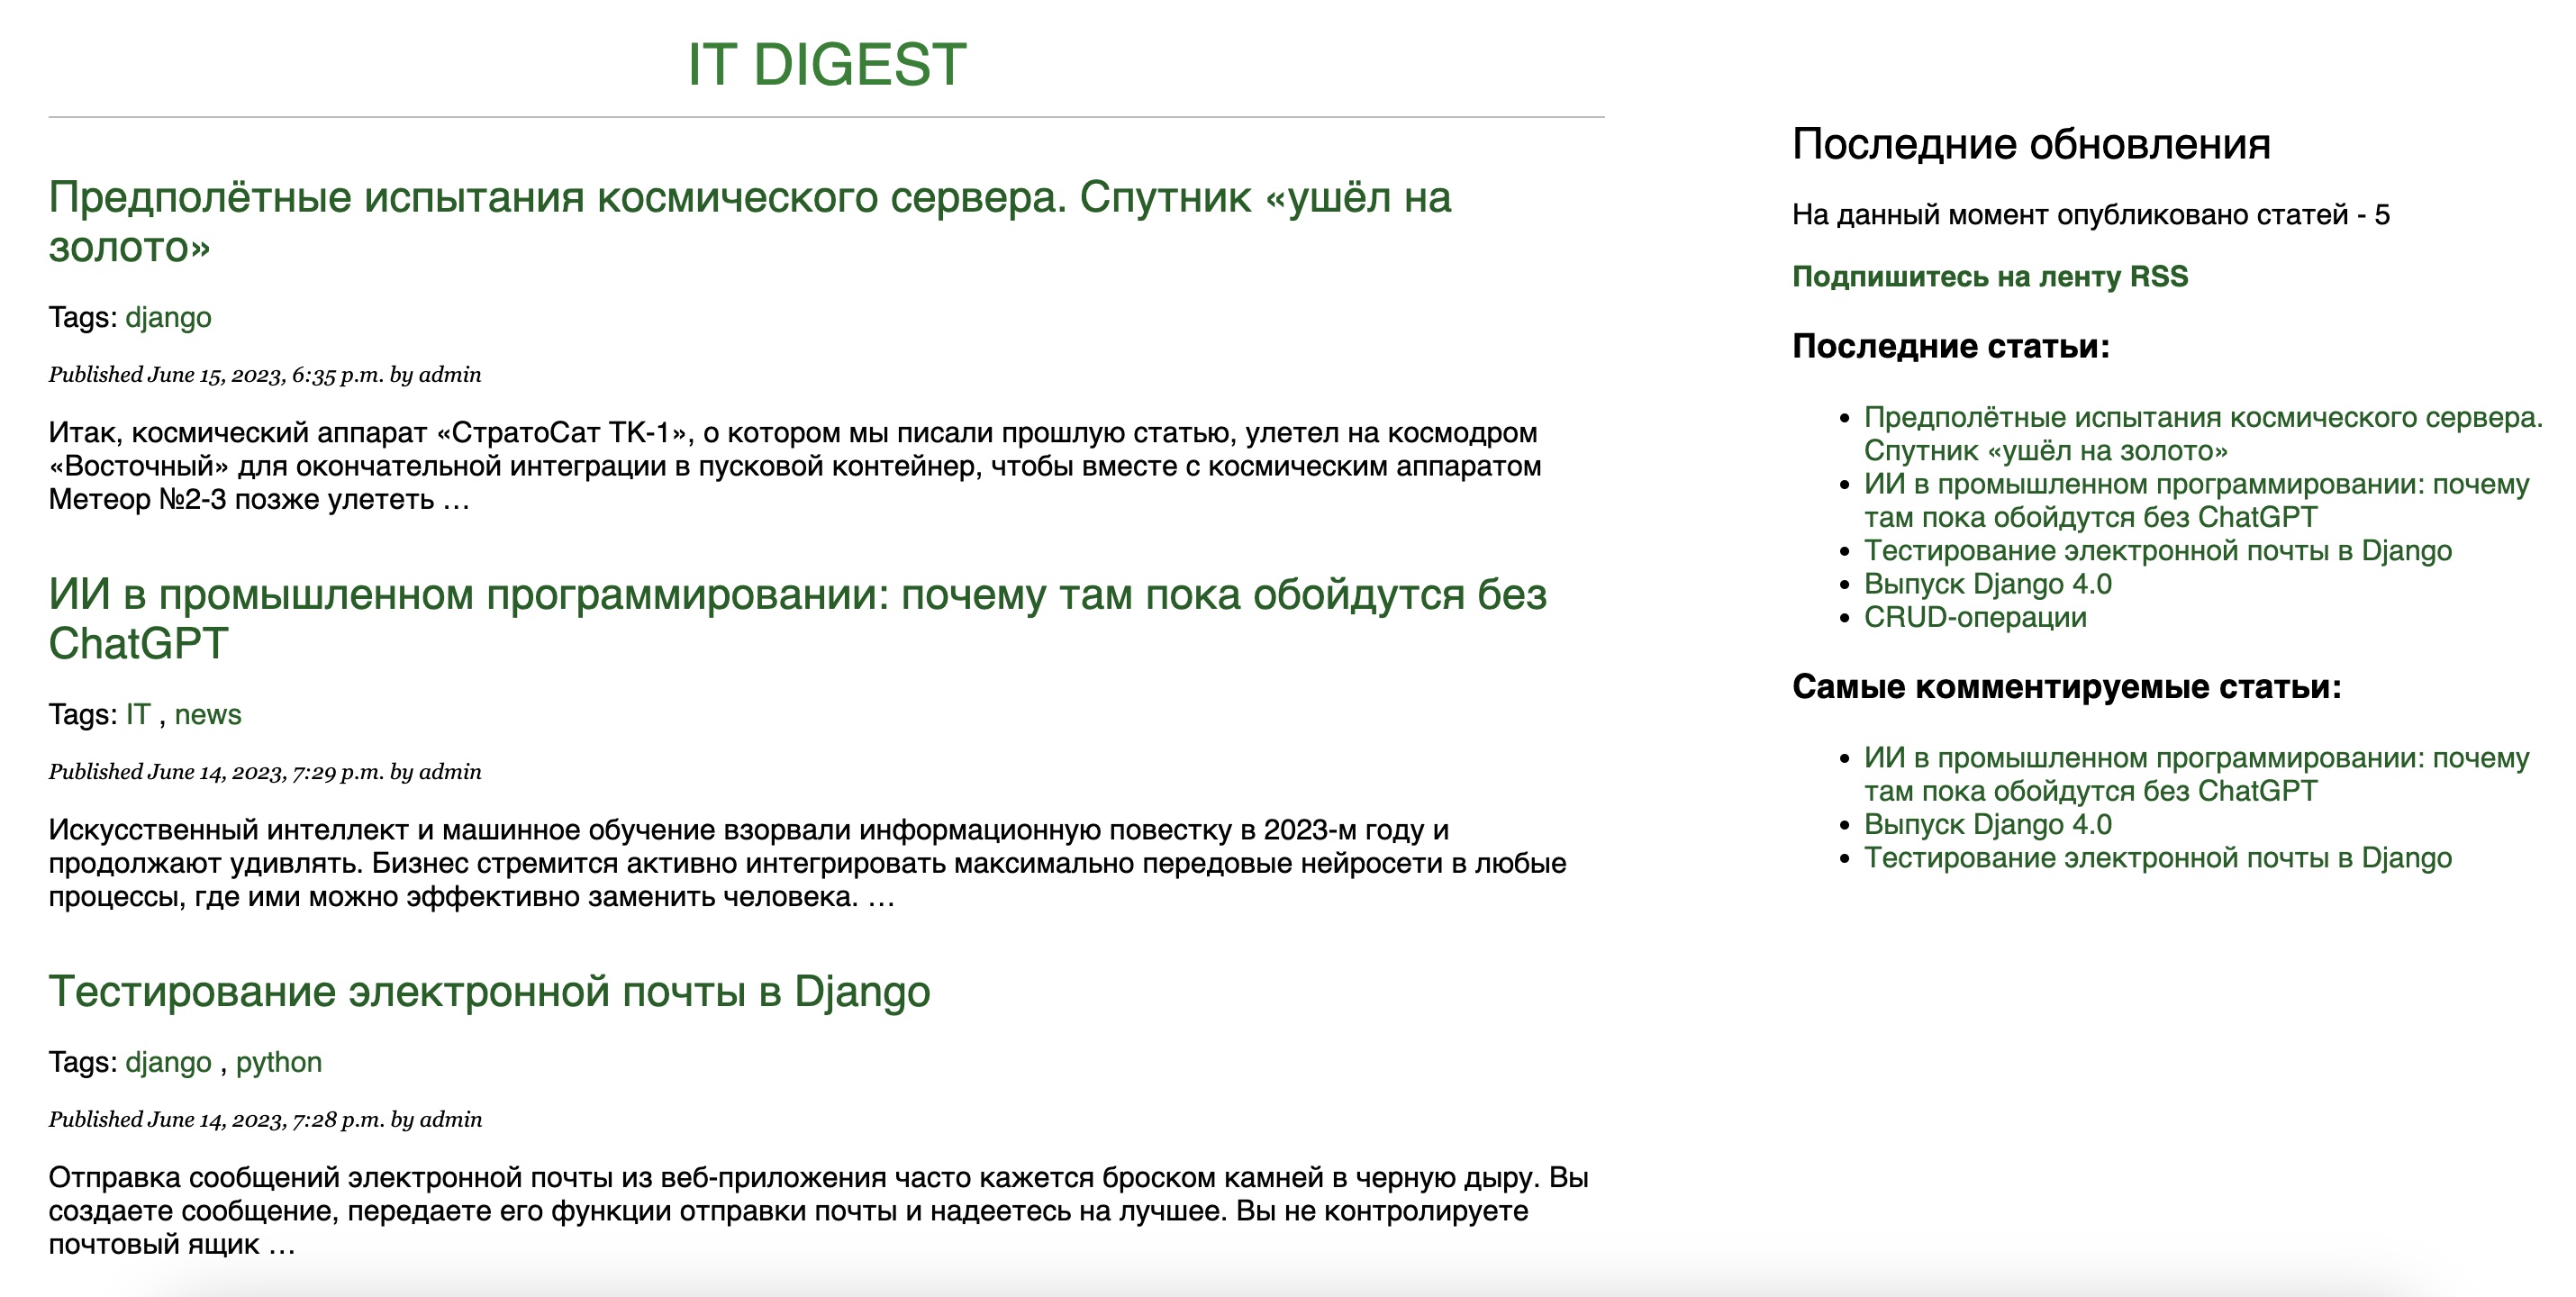 IT DIGEST
Предполётные испытания космического сервера. Спутник «ушёл на
золото»
Tags: django
Published June 15, 2023, 6:35 p.m. by admin
Итак, космический аппарат «СтратоСат ТК-1», о котором мы писали прошлую статью, улетел на космодром
«Восточный» для окончательной интеграции в пусковой контейнер, чтобы вместе с космическим аппаратом
Метеор №2-3 позже улететь …
ИИ в промышленном программировании: почему там пока обойдутся без
ChatGPT
Tags: IT , news
Published June 14, 2023, 7:29 p.m. by admin
Искусственный интеллект и машинное обучение взорвали информационную повестку в 2023-м году и
продолжают удивлять. Бизнес стремится активно интегрировать максимально передовые нейросети в любые
процессы, где ими можно эффективно заменить человека. …
Тестирование электронной почты в Django
Tags: django , python
Published June 14, 2023, 7:28 p.m. by admin
Отправка сообщений электронной почты из веб-приложения часто кажется броском камней в черную дыру. Вы
создаете сообщение, передаете его функции отправки почты и надеетесь на лучшее. Вы не контролируете
почтовый ящик …
Последние обновления
На данный момент опубликовано статей - 5
Подпишитесь на ленту RSS
Последние статьи:
• Предполётные испытания космического сервера.
Спутник «ушёл на золото»
• ИИ в промышленном программировании: почему
там пока обойдутся без ChatGPT
• Тестирование электронной почты в Django
• Выпуск Django 4.0
• CRUD-операции
Самые комментируемые статьи:
• ИИ в промышленном программировании: почему
там пока обойдутся без ChatGPT
• Выпуск Django 4.0
• Тестирование электронной почты в Django